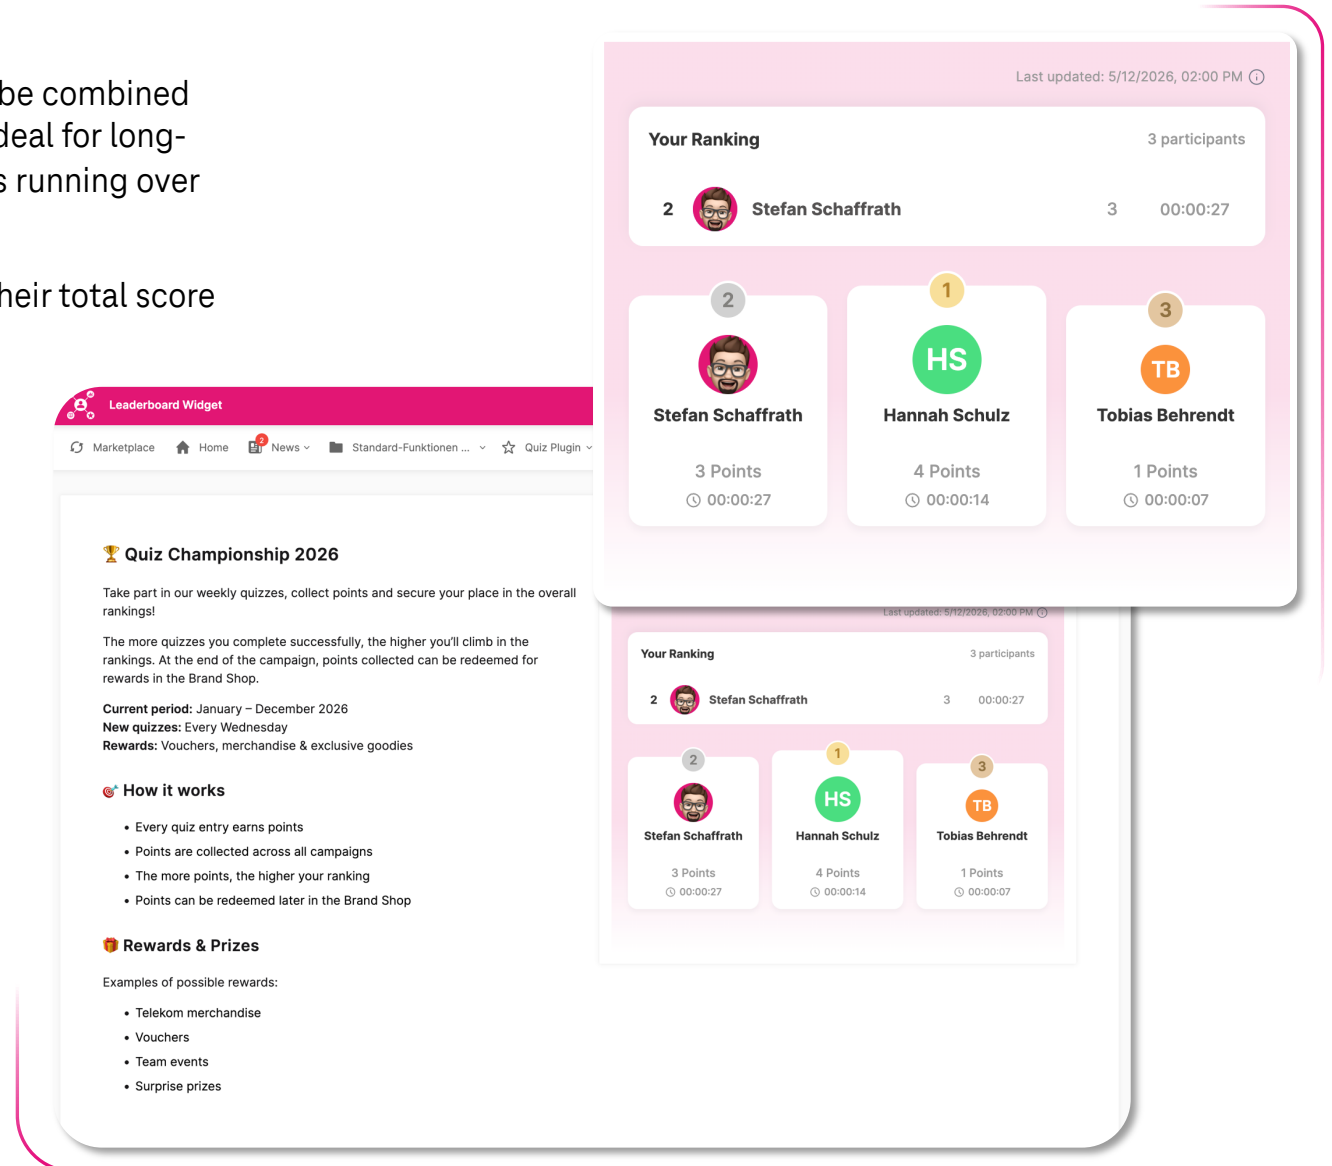 be combined
deal for long-
s running over
heir total score
Last updated: 5/12/2026, 02:00 PM
Your Ranking 3 participants
2 Stefan Schaffrath 3 00:00:27
2 1 3
HS TB
Stefan Schaffrath Hannah Schulz Tobias Behrendt
3 Points 4 Points 1 Points
00:00:27 00:00:14 00:00:07
Leaderboard Widget
Marketplace Home 2 News Standard-Funktionen ... Quiz Plugin
🏆 Quiz Championship 2026
Take part in our weekly quizzes, collect points and secure your place in the overall
rankings!
The more quizzes you complete successfully, the higher you'll climb in the
rankings. At the end of the campaign, points collected can be redeemed for
rewards in the Brand Shop.
Current period: January – December 2026
New quizzes: Every Wednesday
Rewards: Vouchers, merchandise & exclusive goodies
🎯 How it works
• Every quiz entry earns points
• Points are collected across all campaigns
• The more points, the higher your ranking
• Points can be redeemed later in the Brand Shop
🎁 Rewards & Prizes
Examples of possible rewards:
• Telekom merchandise
• Vouchers
• Team events
• Surprise prizes
Last updated: 5/12/2026, 02:00 PM
Your Ranking 3 participants
2 Stefan Schaffrath 3 00:00:27
2 1 3
HS TB
Stefan Schaffrath Hannah Schulz Tobias Behrendt
3 Points 4 Points 1 Points
00:00:27 00:00:14 00:00:07